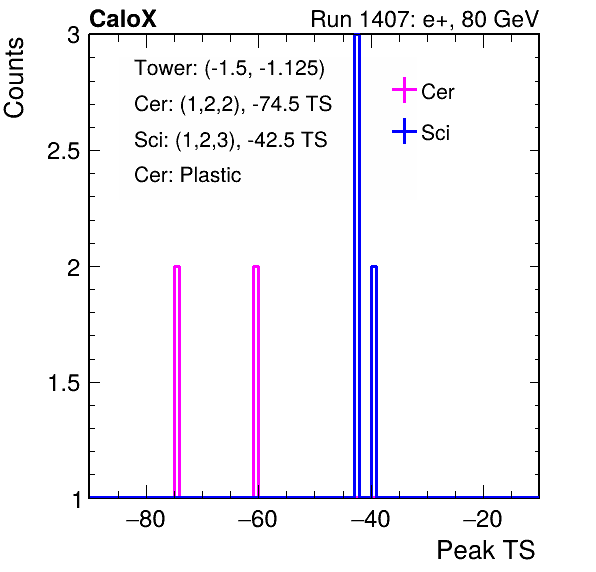 CaloX Run 1407: e+, 80 GeV
Counts
3
2.5
2
1.5
1
Tower: (-1.5, -1.125)
Cer: (1,2,2), -74.5 TS
Sci: (1,2,3), -42.5 TS
Cer: Plastic
Cer
Sci
−80 −60 −40 −20
Peak TS